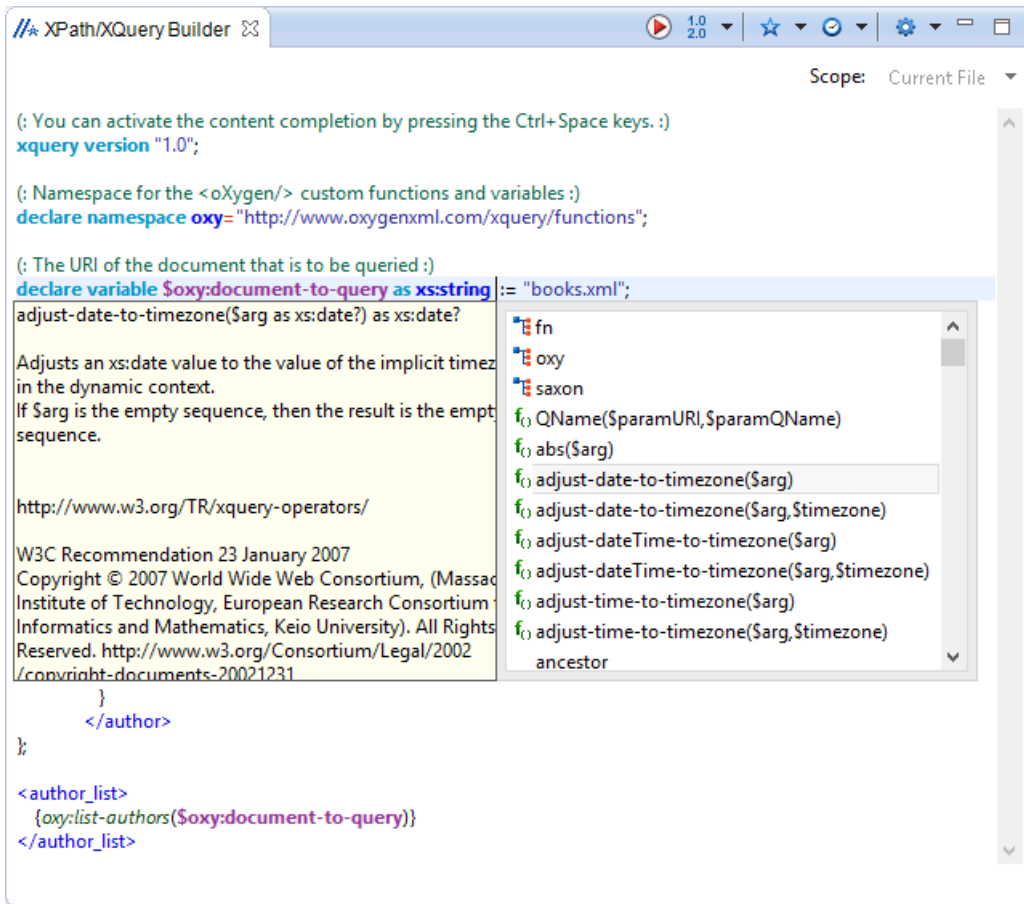 XPath/XQuery Builder
1.0
2.0
Scope: Current File
(: You can activate the content completion by pressing the Ctrl+Space keys. :)
xquery version "1.0";
(: Namespace for the <oXygen/> custom functions and variables :)
declare namespace oxy="http://www.oxygenxml.com/xquery/functions";
(: The URI of the document that is to be queried :)
declare variable $oxy:document-to-query as xs:string := "books.xml";
adjust-date-to-timezone($arg as xs:date?) as xs:date?
Adjusts an xs:date value to the value of the implicit timez
in the dynamic context.
If $arg is the empty sequence, then the result is the empt
sequence.
http://www.w3.org/TR/xquery-operators/
W3C Recommendation 23 January 2007
Copyright © 2007 World Wide Web Consortium, (Massac
Institute of Technology, European Research Consortium
Informatics and Mathematics, Keio University). All Rights
Reserved. http://www.w3.org/Consortium/Legal/2002
/copyright-documents-20021231
fn
oxy
saxon
f() QName($paramURI,$paramQName)
f() abs($arg)
f() adjust-date-to-timezone($arg)
f() adjust-date-to-timezone($arg,$timezone)
f() adjust-dateTime-to-timezone($arg)
f() adjust-dateTime-to-timezone($arg,$timezone)
f() adjust-time-to-timezone($arg)
f() adjust-time-to-timezone($arg,$timezone)
ancestor
}
</author>
};
<author_list>
{oxy:list-authors($oxy:document-to-query)}
</author_list>